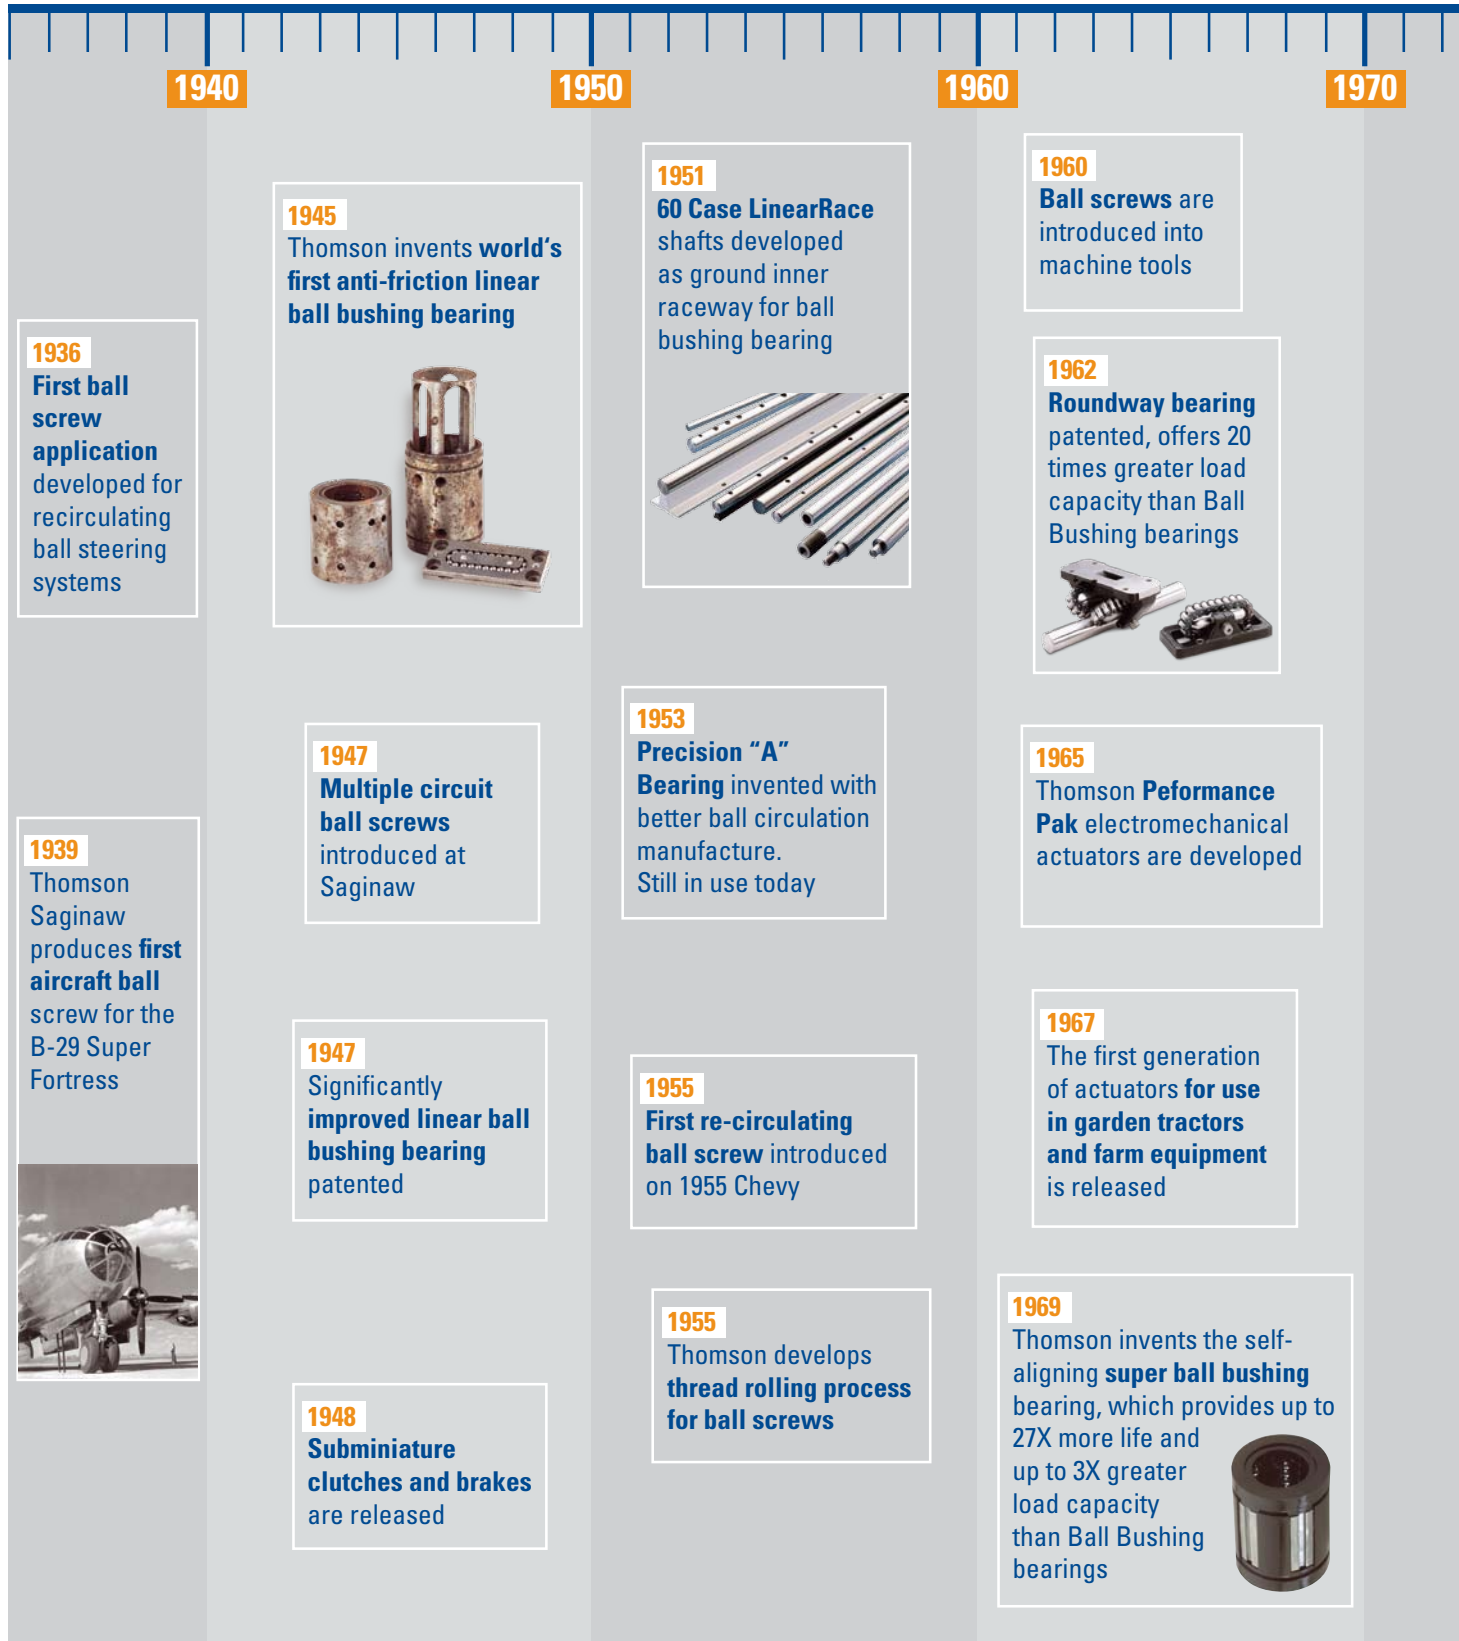 1940
1950
1960
1970
1936
First ball
screw
application
developed for
recirculating
ball steering
systems
1939
Thomson
Saginaw
produces first
aircraft ball
screw for the
B-29 Super
Fortress
1945
Thomson invents world‘s
first anti-friction linear
ball bushing bearing
1947
Multiple circuit
ball screws
introduced at
Saginaw
1947
Significantly
improved linear ball
bushing bearing
patented
1948
Subminiature
clutches and brakes
are released
1951
60 Case LinearRace
shafts developed
as ground inner
raceway for ball
bushing bearing
1953
Precision “A”
Bearing invented with
better ball circulation
manufacture.
Still in use today
1955
First re-circulating
ball screw introduced
on 1955 Chevy
1955
Thomson develops
thread rolling process
for ball screws
1960
Ball screws are
introduced into
machine tools
1962
Roundway bearing
patented, offers 20
times greater load
capacity than Ball
Bushing bearings
1965
Thomson Peformance
Pak electromechanical
actuators are developed
1967
The first generation
of actuators for use
in garden tractors
and farm equipment
is released
1969
Thomson invents the self-
aligning super ball bushing
bearing, which provides up to
27X more life and
up to 3X greater
load capacity
than Ball Bushing
bearings